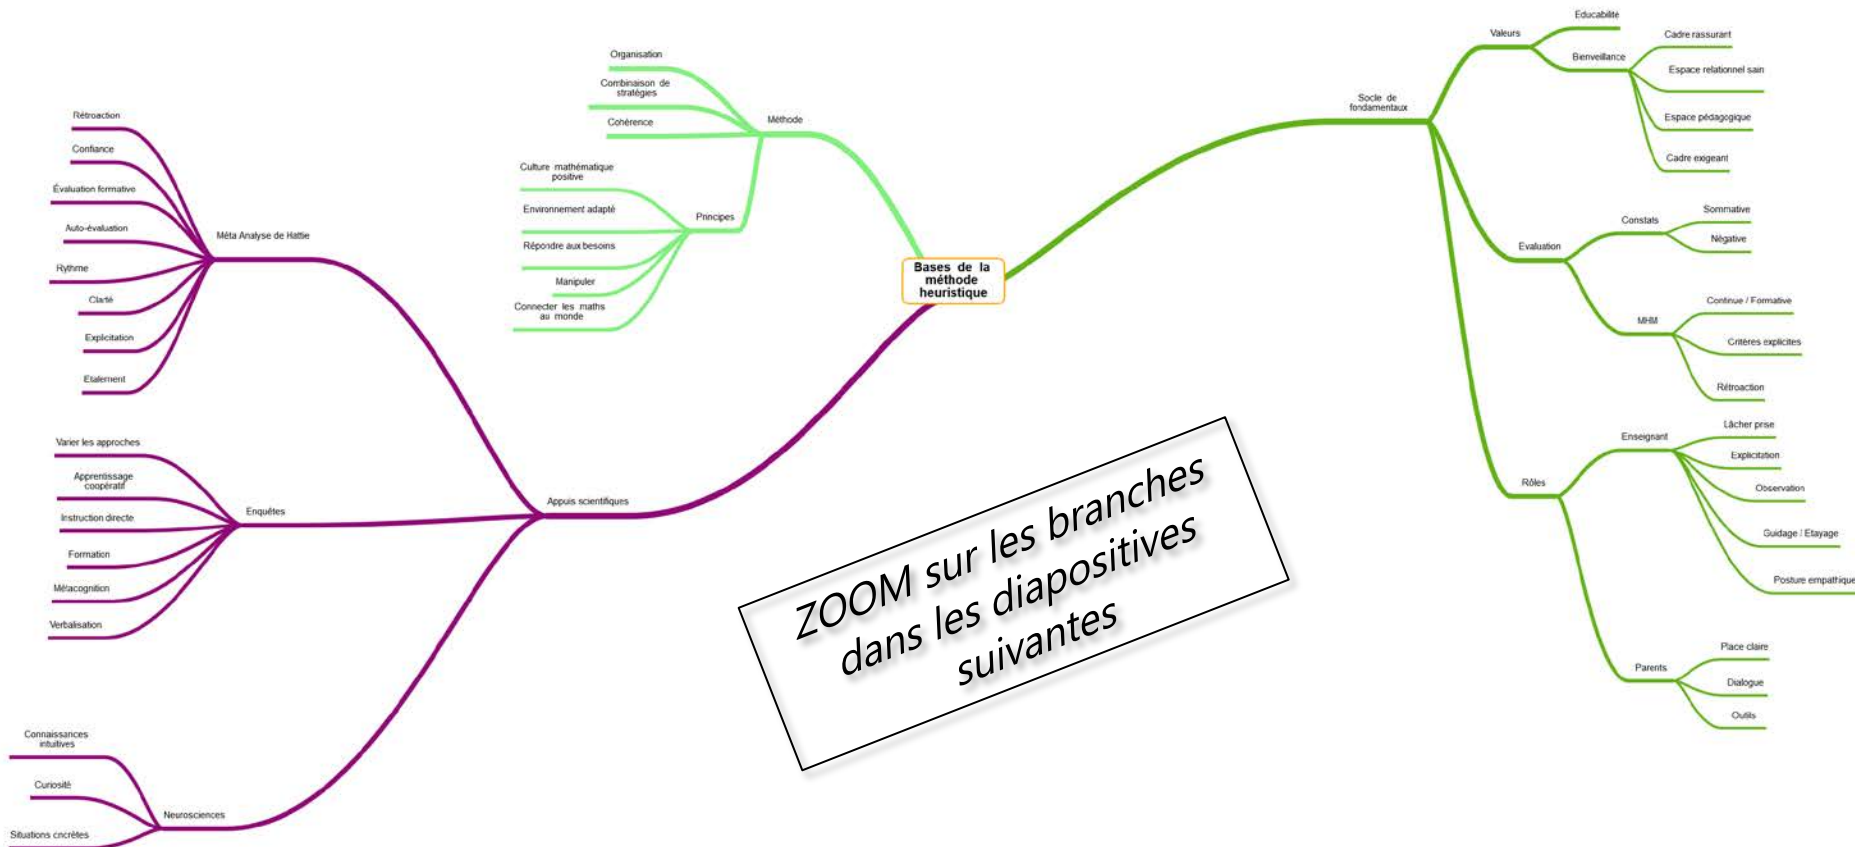 Bases de la
méthode
heuristique
Méthode
Organisation
Combinaison de
stratégies
Cohérence
Principes
Culture mathématique
positive
Environnement adapté
Répondre aux besoins
Manipuler
Connecter les maths
au monde
Socle de
fondamentaux
Valeurs
Educabilité
Bienveillance
Cadre rassurant
Espace relationnel sain
Espace pédagogique
Cadre exigeant
Evaluation
Constats
Sommative
Négative
MHM
Continue / Formative
Critères explicites
Rétroaction
Rôles
Enseignant
Lâcher prise
Explicitation
Observation
Guidage / Etayage
Posture empathique
Parents
Place claire
Dialogue
Outils
Appuis scientifiques
Méta Analyse de Hattie
Rétroaction
Confiance
Évaluation formative
Auto-évaluation
Rythme
Clarté
Explicitation
Etalement
Enquêtes
Varier les approches
Apprentissage
coopératif
Instruction directe
Formation
Métacognition
Verbalisation
Neurosciences
Connaissances
intuitives
Curiosité
Situations cncrètes
ZOOM sur les branches
dans les diapositives
suivantes